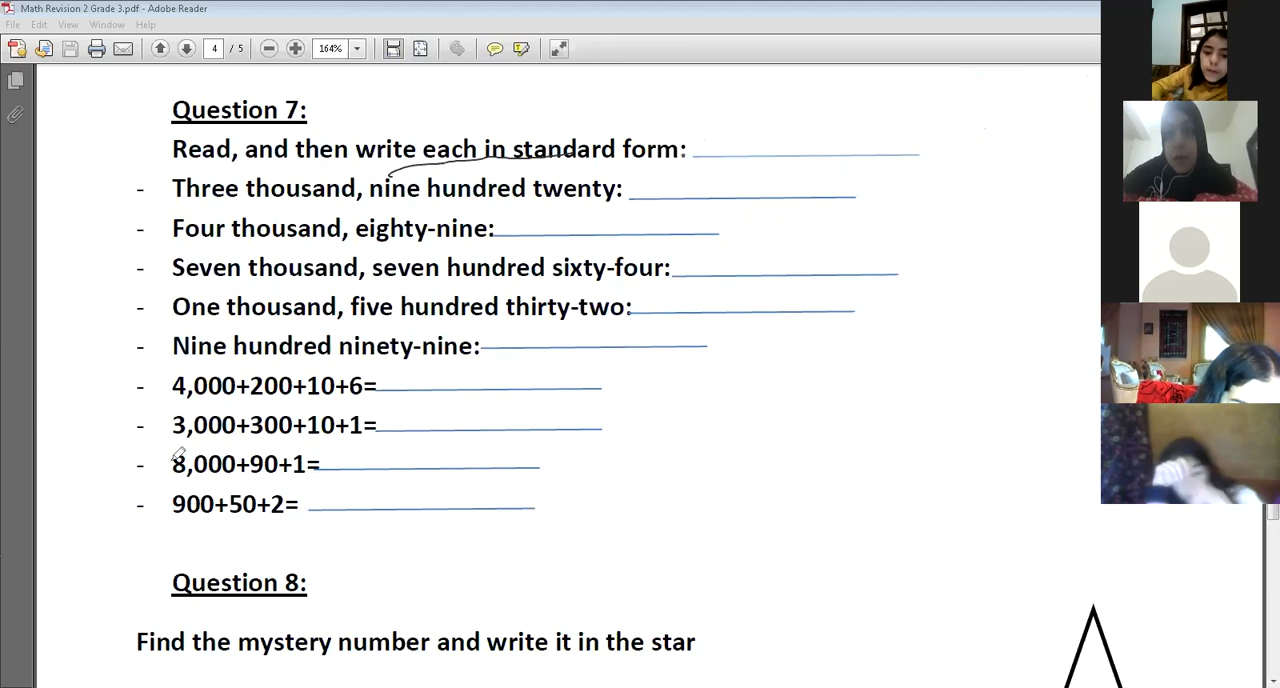 Math Revision 2 Grade 3.pdf - Adobe Reader
File Edit View Window Help
4 / 5 164%
Question 7:
Read, and then write each in standard form:
- Three thousand, nine hundred twenty:
- Four thousand, eighty-nine:
- Seven thousand, seven hundred sixty-four:
- One thousand, five hundred thirty-two:
- Nine hundred ninety-nine:
- 4,000+200+10+6=
- 3,000+300+10+1=
- 8,000+90+1=
- 900+50+2=
Question 8:
Find the mystery number and write it in the star